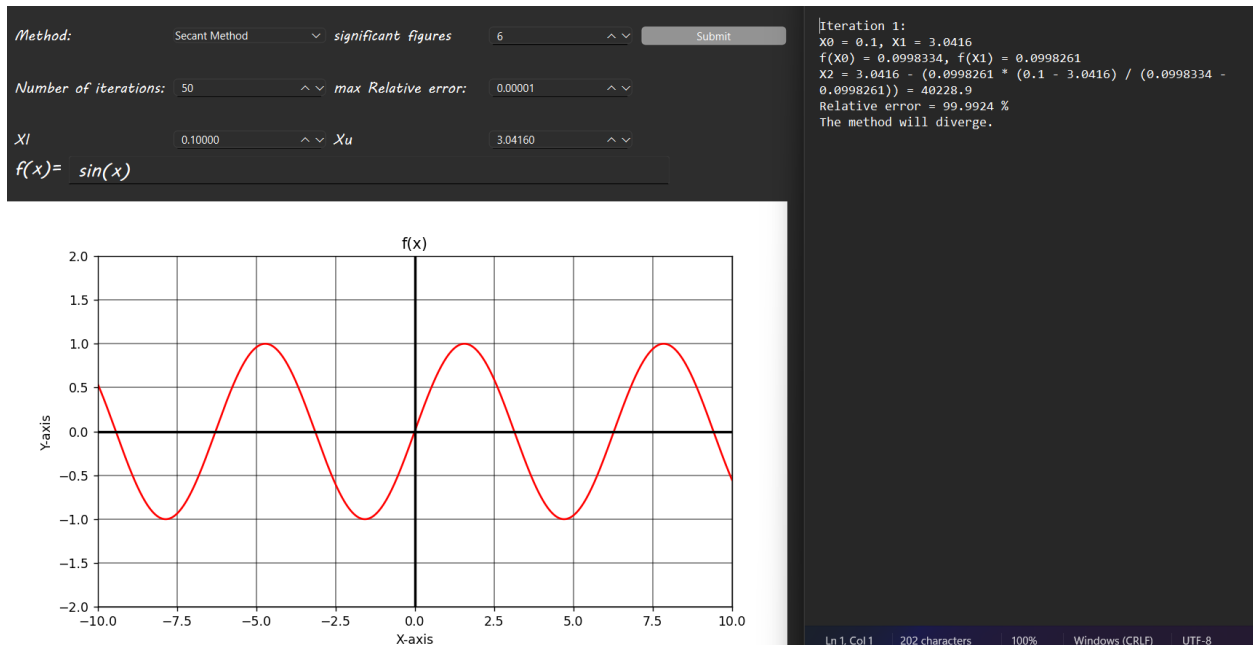 Method: Secant Method significant figures 6 Submit
Number of iterations: 50 max Relative error: 0.00001
Xl 0.10000 Xu 3.04160
f(x)= sin(x)
f(x)
2.0
1.5
1.0
0.5
0.0
−0.5
−1.0
−1.5
−2.0
Y-axis
−10.0 −7.5 −5.0 −2.5 0.0 2.5 5.0 7.5 10.0
X-axis
Iteration 1:
X0 = 0.1, X1 = 3.0416
f(X0) = 0.0998334, f(X1) = 0.0998261
X2 = 3.0416 - (0.0998261 * (0.1 - 3.0416) / (0.0998334 -
0.0998261)) = 40228.9
Relative error = 99.9924 %
The method will diverge.
Ln 1, Col 1 202 characters 100% Windows (CRLF) UTF-8